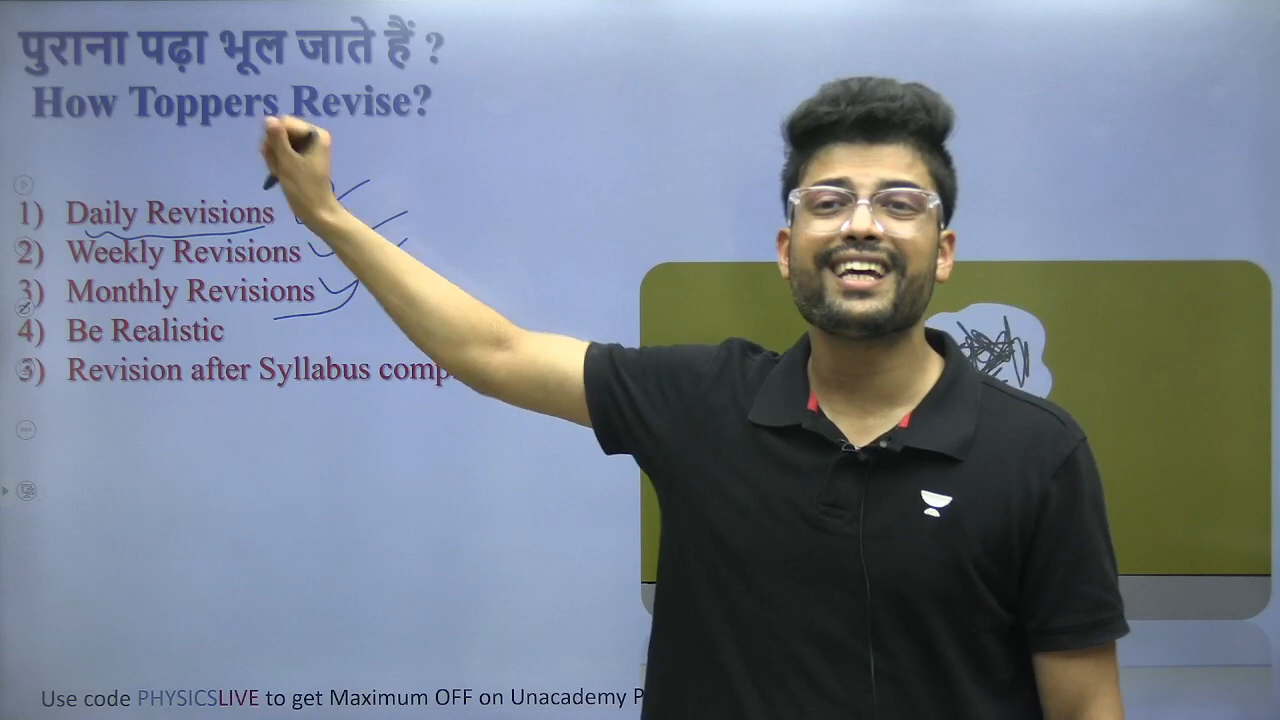 पुराना पढ़ा भूल जाते हैं ?
How Toppers Revise?
1) Daily Revisions
2) Weekly Revisions
3) Monthly Revisions
4) Be Realistic
5) Revision after Syllabus
Use code PHYSICSLIVE to get Maximum OFF on Unacademy